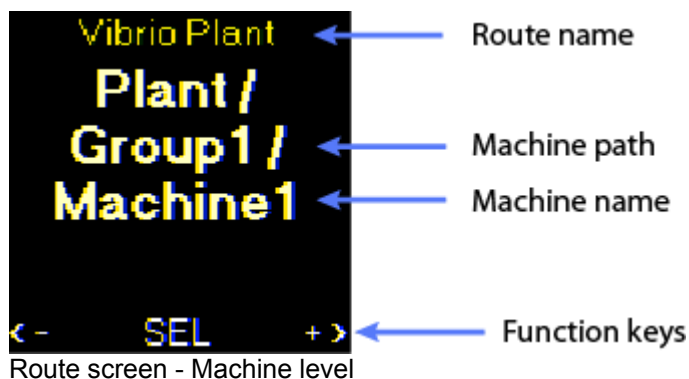 Vibrio Plant Route name
Plant /
Group1 / Machine path
Machine1 Machine name
< - SEL + > Function keys
Route screen - Machine level